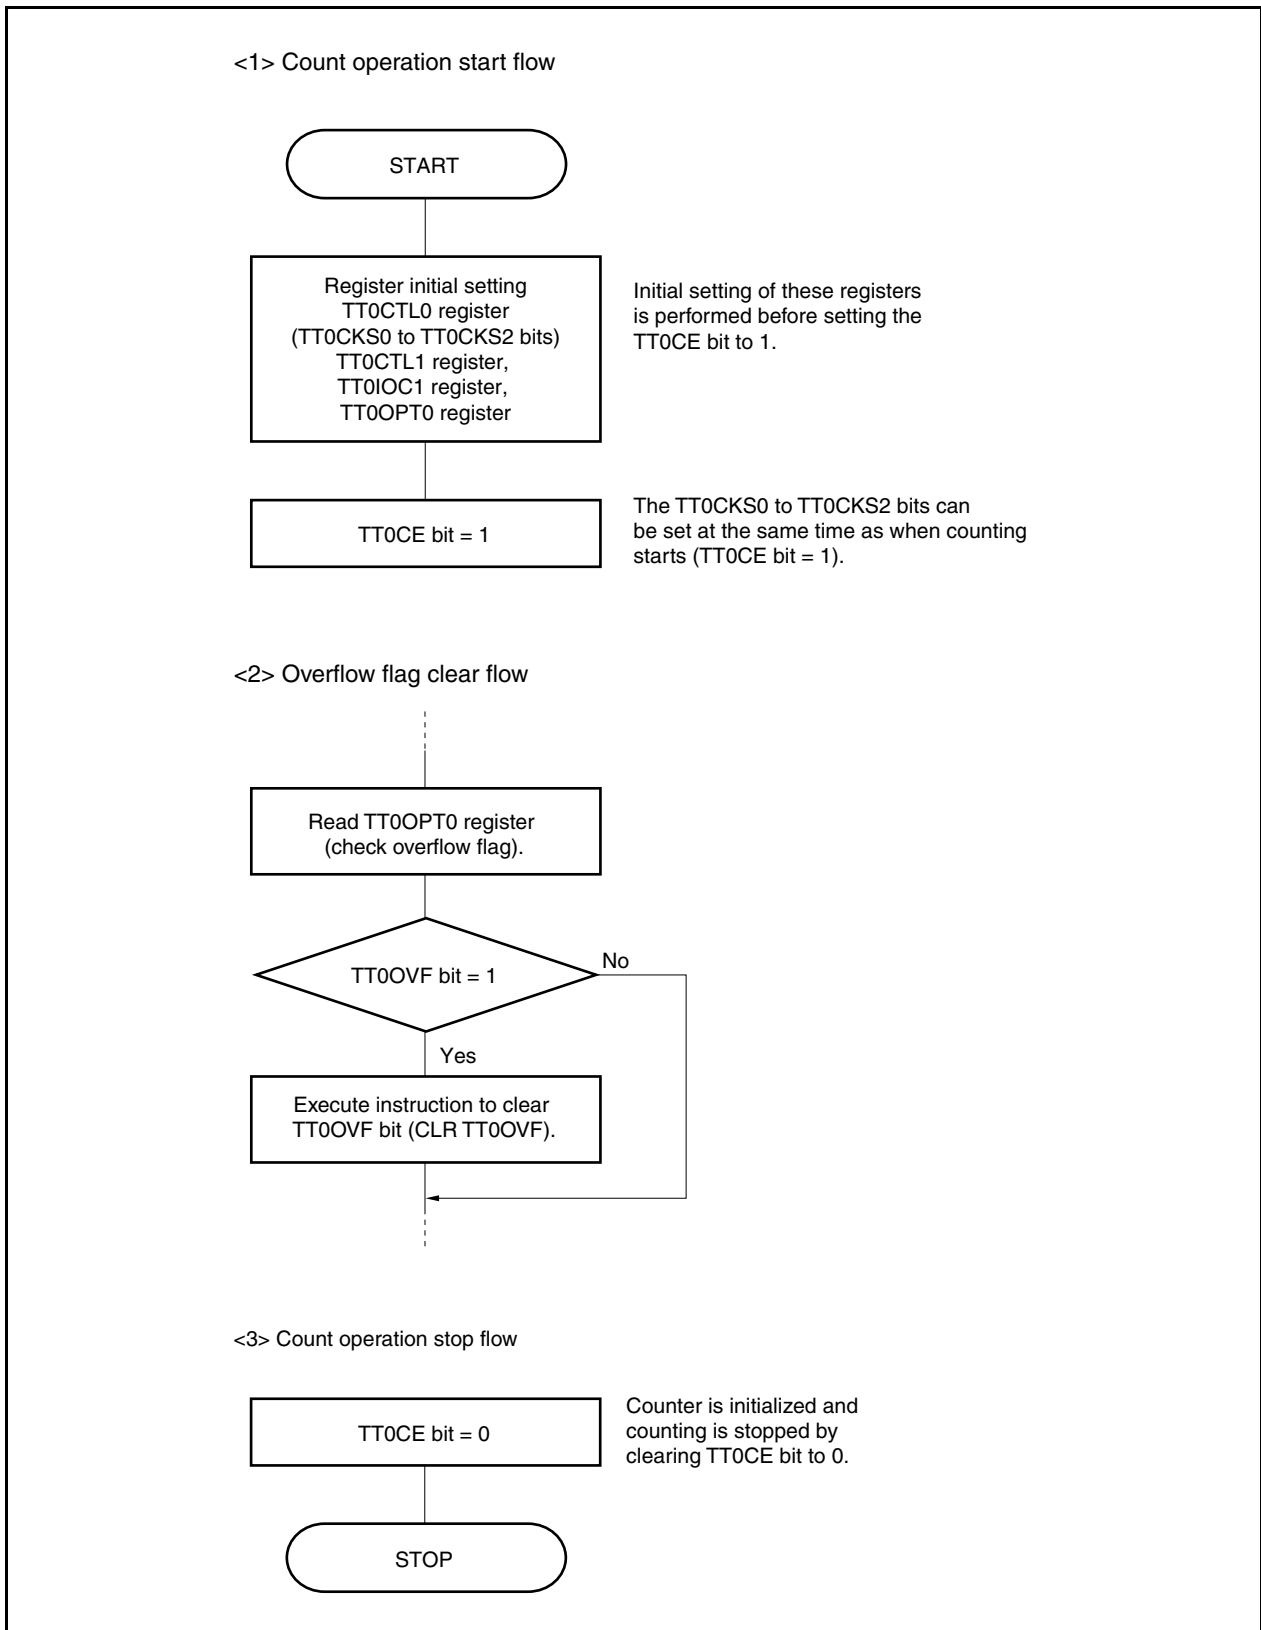 <1> Count operation start flow
START
Register initial setting
TT0CTL0 register
(TT0CKS0 to TT0CKS2 bits)
TT0CTL1 register,
TT0IOC1 register,
TT0OPT0 register
Initial setting of these registers
is performed before setting the
TT0CE bit to 1.
TT0CE bit = 1
The TT0CKS0 to TT0CKS2 bits can
be set at the same time as when counting
starts (TT0CE bit = 1).
<2> Overflow flag clear flow
Read TT0OPT0 register
(check overflow flag).
TT0OVF bit = 1
No
Yes
Execute instruction to clear
TT0OVF bit (CLR TT0OVF).
<3> Count operation stop flow
TT0CE bit = 0
Counter is initialized and
counting is stopped by
clearing TT0CE bit to 0.
STOP